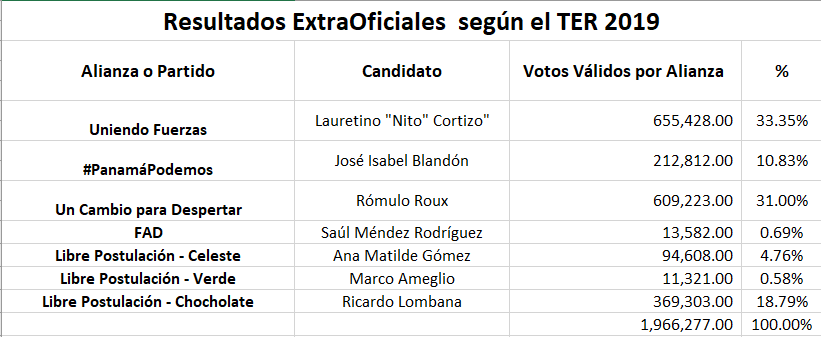 Resultados ExtraOficiales según el TER 2019
Alianza o Partido Candidato Votos Válidos por Alianza %
Uniendo Fuerzas Lauretino "Nito" Cortizo" 655,428.00 33.35%
#PanamáPodemos José Isabel Blandón 212,812.00 10.83%
Un Cambio para Despertar Rómulo Roux 609,223.00 31.00%
FAD Saúl Méndez Rodríguez 13,582.00 0.69%
Libre Postulación - Celeste Ana Matilde Gómez 94,608.00 4.76%
Libre Postulación - Verde Marco Ameglio 11,321.00 0.58%
Libre Postulación - Chocholate Ricardo Lombana 369,303.00 18.79%
1,966,277.00 100.00%